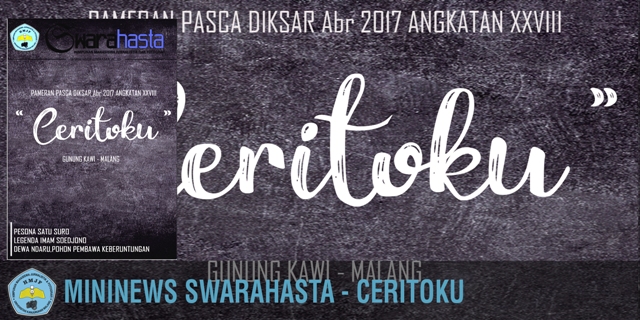 PAMERAN PASCA DIKSAR Abr 2017 ANGKATAN XXVIII
Ceritoku"
GUNUNG KAWI - MALANG
Swarahasta
PAMERAN PASCA DIKSAR Abr 2017 ANGKATAN XXVIII
"Ceritoku"
GUNUNG KAWI - MALANG
PESONA SATU SURO
LEGENDA IMAM SOEDJONO
DEWA NDARU,POHON PEMBAWA KEBERUNTUNGAN
HMJF
MININEWS SWARAHASTA - CERITOKU